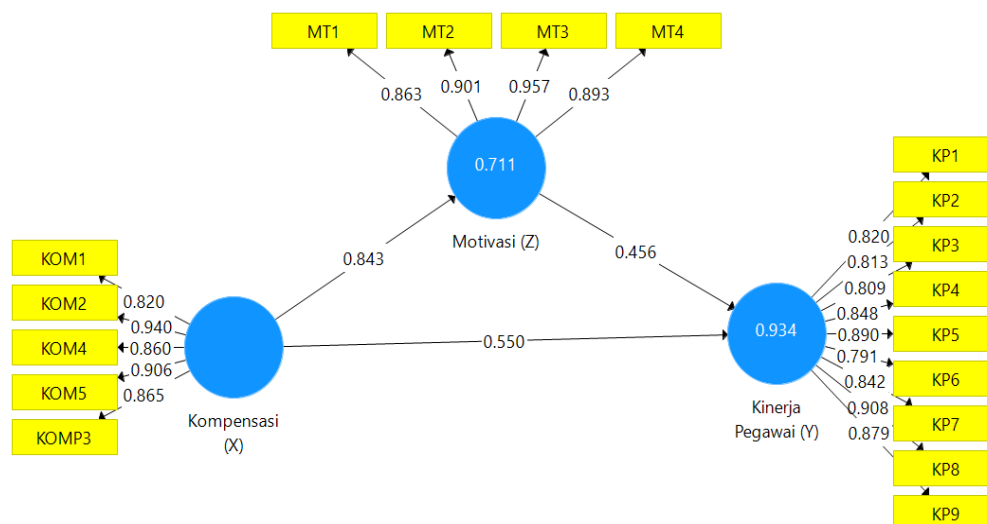 MT1 MT2 MT3 MT4
0.863 0.901 0.957 0.893
0.711
Motivasi (Z)
0.843
0.456
KOM1
KOM2
KOM4
KOM5
KOMP3
0.820
0.940
0.860
0.906
0.865
Kompensasi
(X)
0.550
0.934
Kinerja
Pegawai (Y)
0.820
0.813
0.809
0.848
0.890
0.791
0.842
0.908
0.879
KP1
KP2
KP3
KP4
KP5
KP6
KP7
KP8
KP9